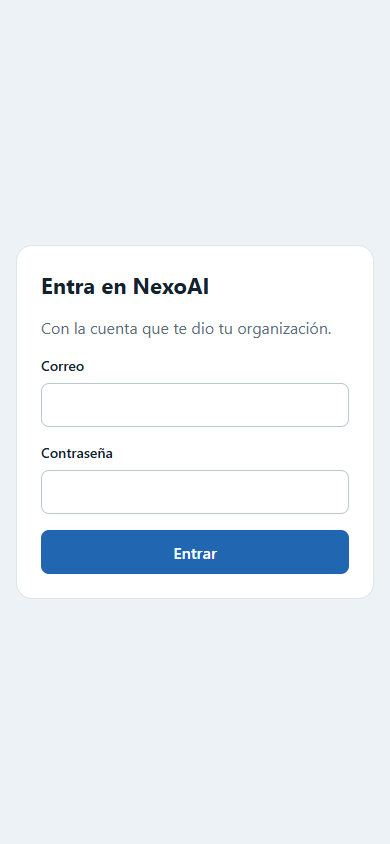 Entra en NexoAI
Con la cuenta que te dio tu organización.
Correo
Contraseña
Entrar